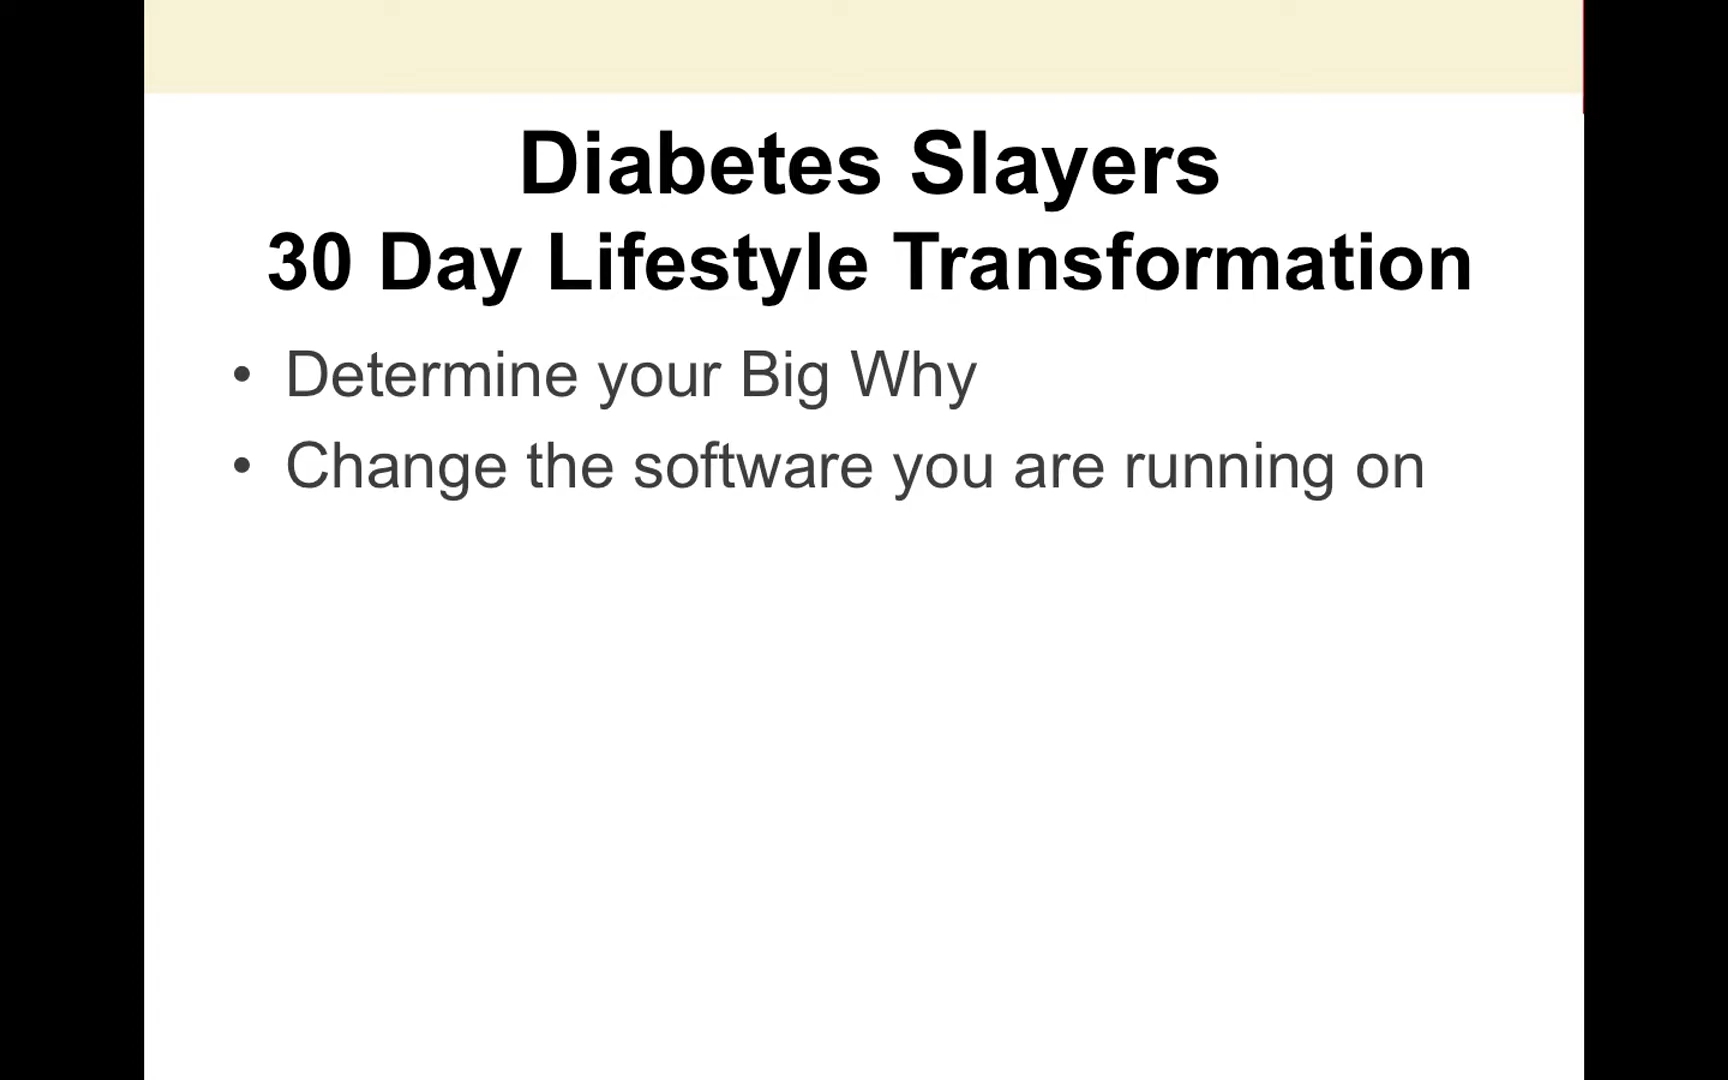 Diabetes Slayers
30 Day Lifestyle Transformation
• Determine your Big Why
• Change the software you are running on